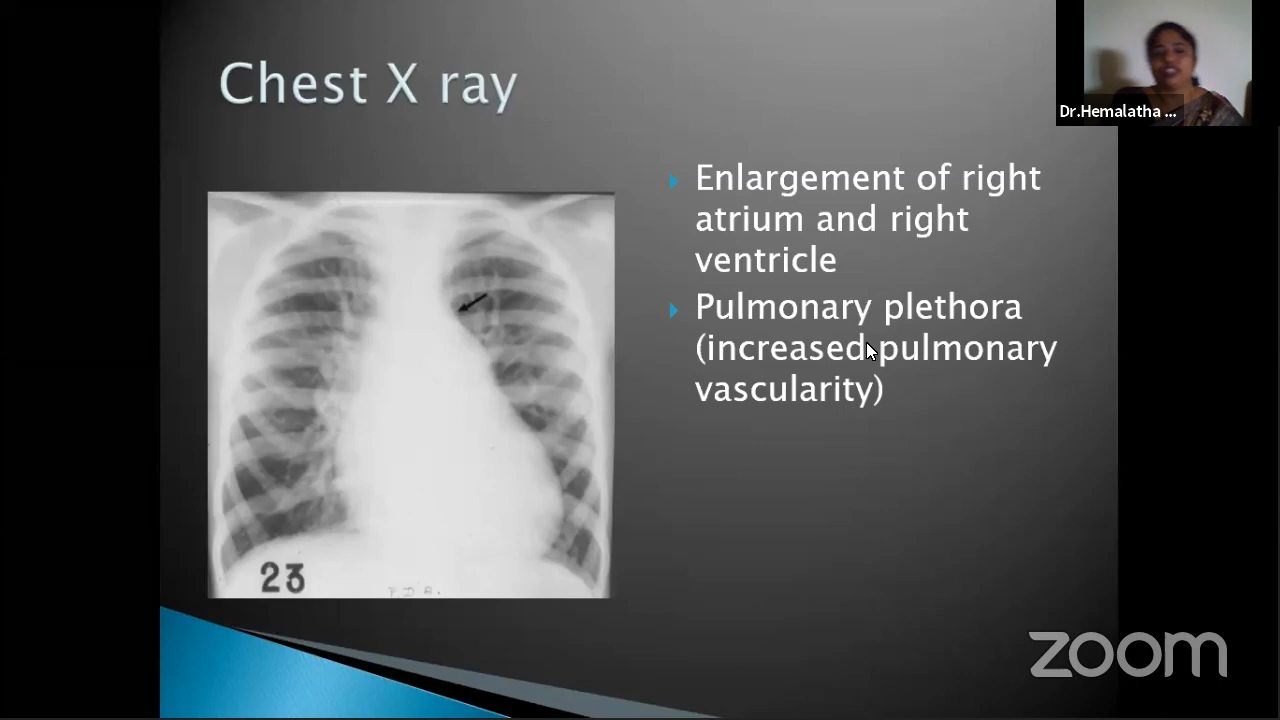 Chest X ray
Dr.Hemalatha ...
Enlargement of right
atrium and right
ventricle
Pulmonary plethora
(increased pulmonary
vascularity)
23
P D A.
zoom